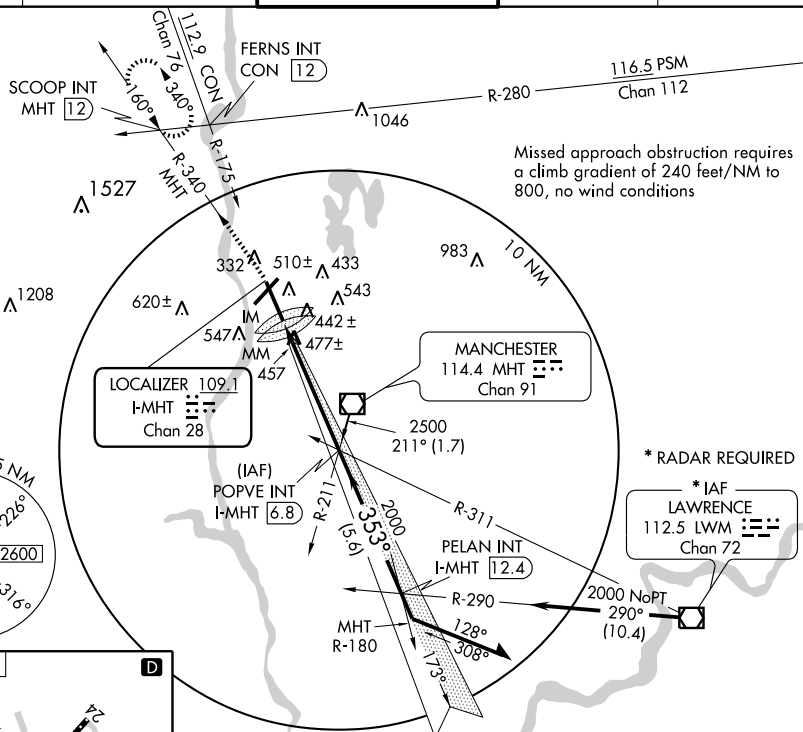 112.9 CON
Chan 76
FERNS INT
CON 12
SCOOP INT
MHT 12
160°
340°
116.5 PSM
Chan 112
R-280
1046
R-340
MHT
R-175
Missed approach obstruction requires
a climb gradient of 240 feet/NM to
800, no wind conditions
1527
10 NM
983
332
510±
433
543
1208
620±
IM
442±
547
MM
477±
457
LOCALIZER 109.1
I-MHT
Chan 28
MANCHESTER
114.4 MHT
Chan 91
2500
211° (1.7)
(IAF)
POPVE INT
I-MHT 6.8
R-211
2000
353°
(5.6)
R-311
* RADAR REQUIRED
* IAF
LAWRENCE
112.5 LWM
Chan 72
PELAN INT
I-MHT 12.4
R-290
2000 NoPT
290°
(10.4)
MHT
R-180
128°
308°
173°
5 NM
226°
2600
316°
D
24